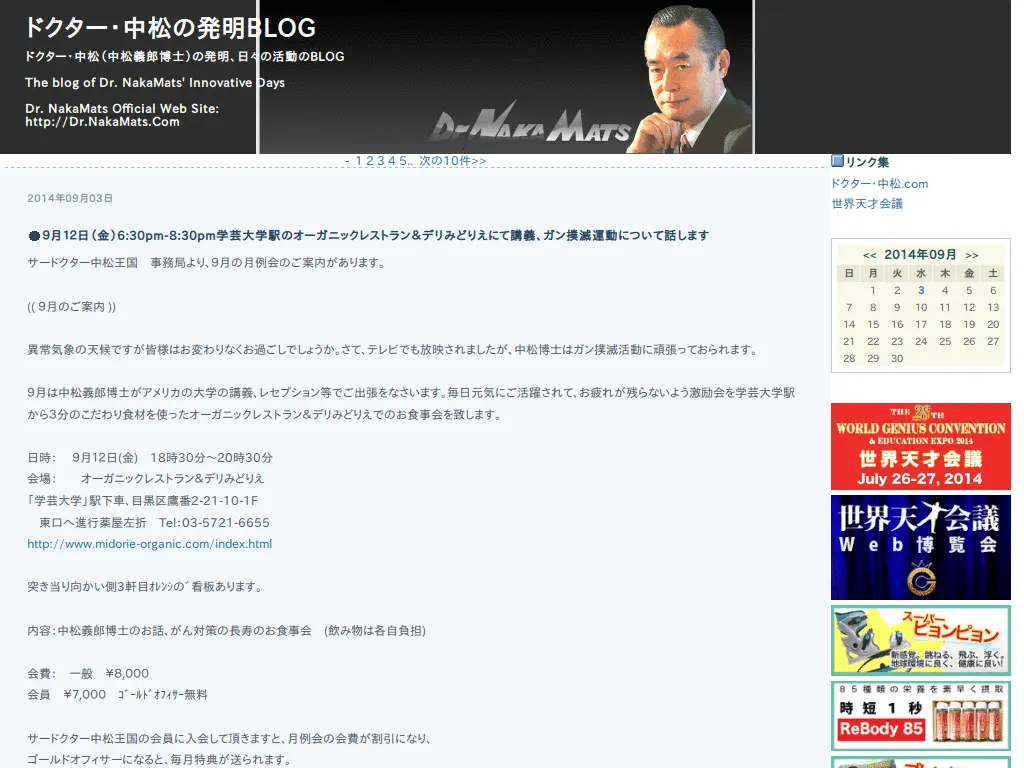 ドクター・中松の発明BLOG
ドクター・中松(中松義郎博士)の発明、日々の活動のBLOG
The blog of Dr. NakaMats' Innovative Days
Dr. NakaMats Official Web Site:
http://Dr.NakaMats.Com
DR. NAKA MATS
- 1 2 3 4 5.. 次の10件>>
2014年09月03日
●9月12日(金)6:30pm-8:30pm学芸大学駅のオーガニックレストラン&デリみどりえにて講義、ガン撲滅運動について話します
サードクター中松王国　事務局より、9月の月例会のご案内があります。
(( 9月のご案内 ))
異常気象の天候ですが皆様はお変わりなくお過ごしでしょうか。さて、テレビでも放映されましたが、中松博士はガン撲滅活動に頑張っておられます。
9月は中松義郎博士がアメリカの大学の講義、レセプション等でご出張をなさいます。毎日元気にご活躍されて、お疲れが残らないよう激励会を学芸大学駅
から3分のこだわり食材を使ったオーガニックレストラン&デリみどりえでのお食事会を致します。
日時：　9月12日(金)　18時30分～20時30分
会場：　　オーガニックレストラン&デリみどりえ
「学芸大学」駅下車、目黒区鷹番2-21-10-1F
　東口へ進行薬屋左折　Tel：03-5721-6655
http://www.midorie-organic.com/index.html
突き当り向かい側3軒目ｵﾚﾝｼﾞの゛看板あります。
内容：中松義郎博士のお話、がん対策の長寿のお食事会　(飲み物は各自負担)
会費：　一般　¥8,000
会員　¥7,000　ｺﾞｰﾙﾄﾞｵﾌｨｻｰ無料
サードクター中松王国の会員に入会して頂きますと、月例会の会費が割引になり、
ゴールドオフィサーになると、毎月特典が送られます。
リンク集
ドクター・中松.com
世界天才会議
<< 2014年09月 >>
日 月 火 水 木 金 土
1 2 3 4 5 6
7 8 9 10 11 12 13
14 15 16 17 18 19 20
21 22 23 24 25 26 27
28 29 30
THE 28TH
WORLD GENIUS CONVENTION
& EDUCATION EXPO 2014
世界天才会議
July 26-27, 2014
世界天才会議
Web博覧会
スーパー
ピョンピョン
新感覚。跳ねる、飛ぶ、浮く。
地球環境に良く、健康に良い!
85種類の栄養を素早く摂取
時短1秒
ReBody 85